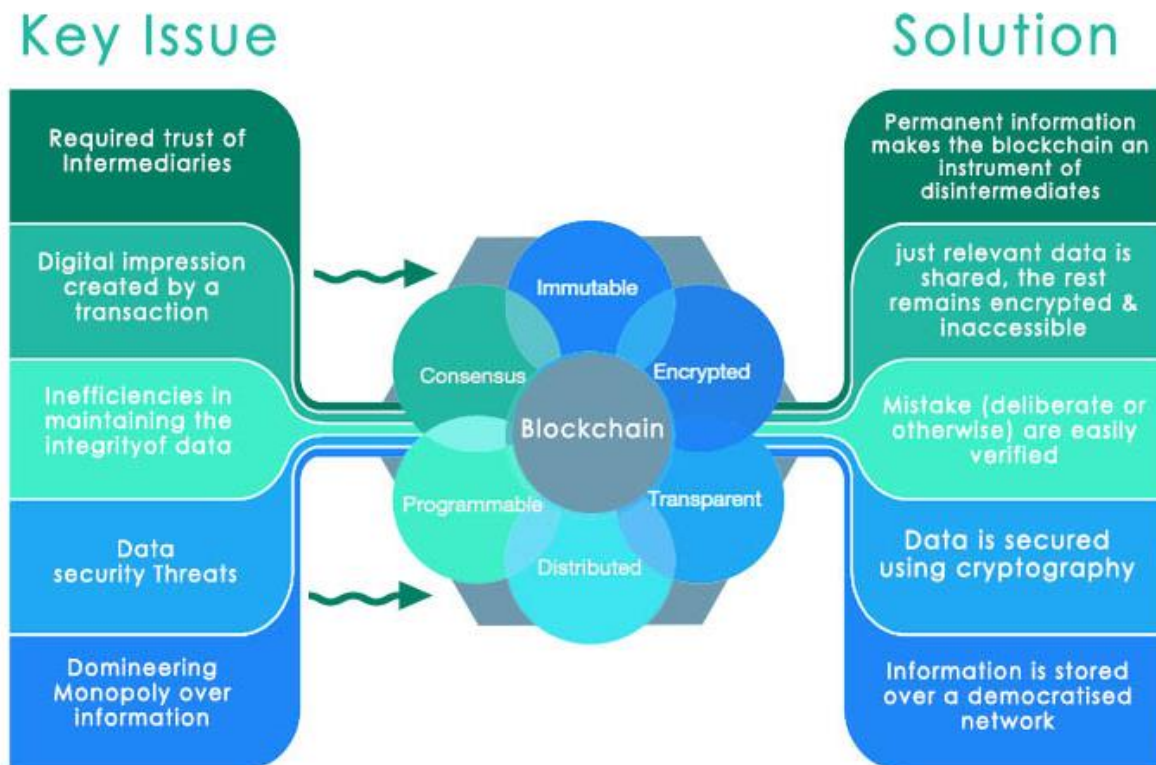 Key Issue
Required trust of
Intermediaries
Digital impression
created by a
transaction
Inefficiencies in
maintaining the
integrityof data
Data
security Threats
Domineering
Monopoly over
information
Immutable
Consensus
Encrypted
Blockchain
Programmable
Transparent
Distributed
Solution
Permanent information
makes the blockchain an
instrument of
disintermediates
just relevant data is
shared, the rest
remains encrypted &
inaccessible
Mistake (deliberate or
otherwise) are easily
verified
Data is secured
using cryptography
Information is stored
over a democratised
network